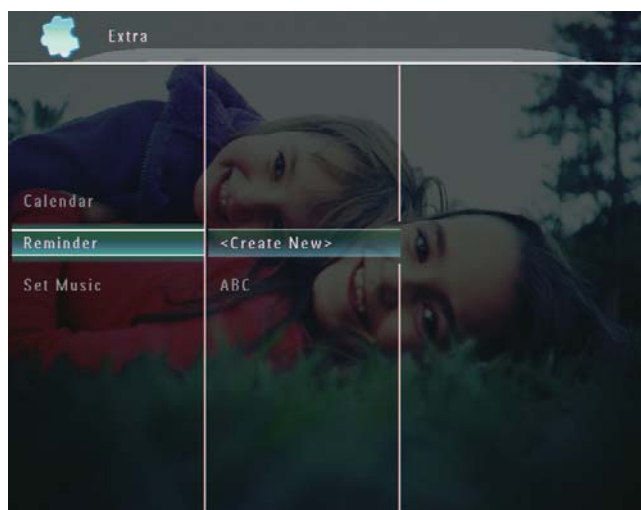 Extra
Calendar
Reminder
<Create New>
Set Music
ABC